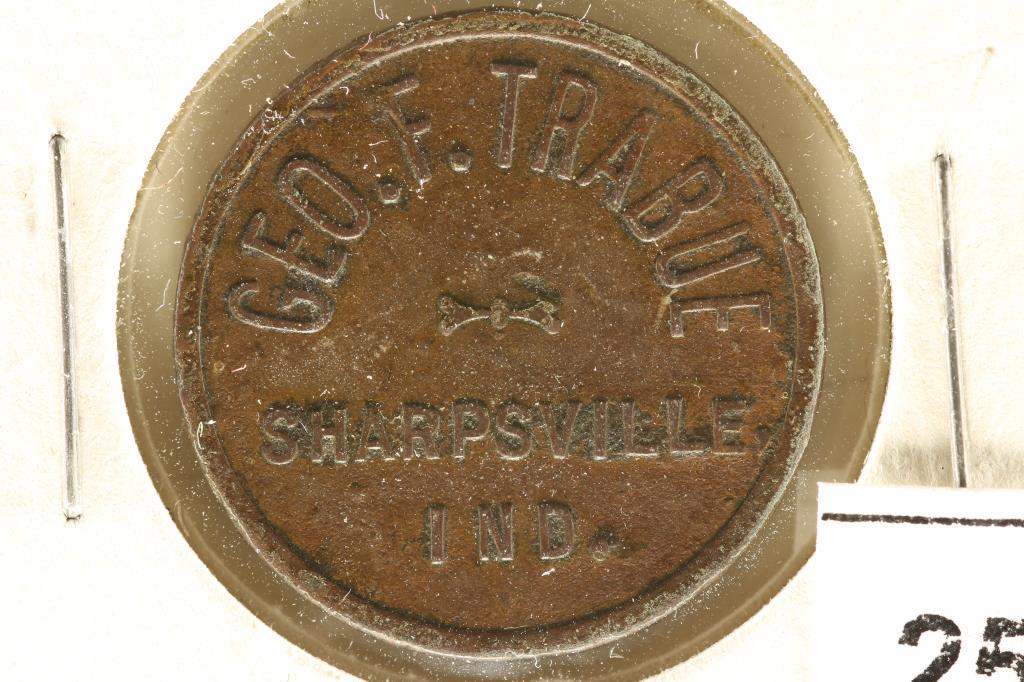 GEO. F. TRABUE
SHARPSVILLE,
IND.
25